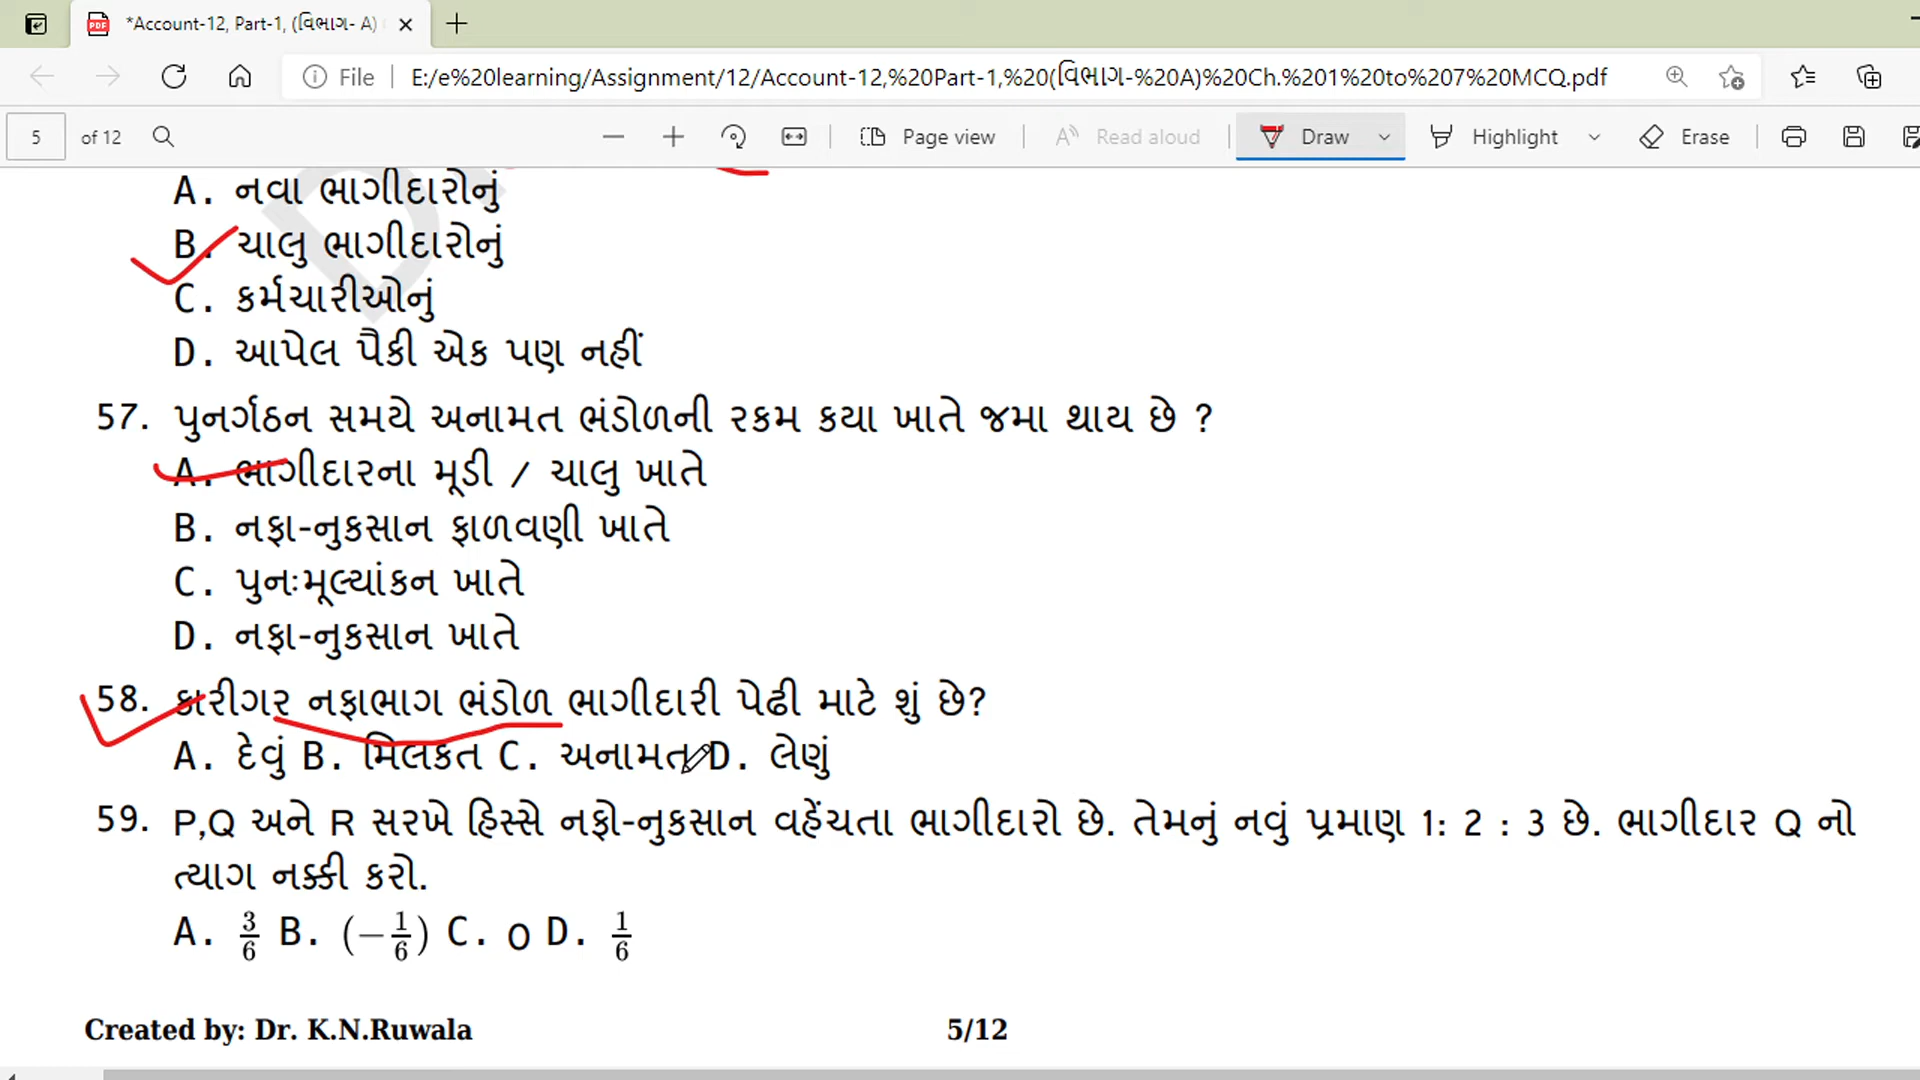 *Account-12, Part-1, (વિભાગ- A)
File
E:/e%20learning/Assignment/12/Account-12,%20Part-1,%20(વિભાગ-%20A)%20Ch.%201%20to%207%20MCQ.pdf
5 of 12
Page view
Read aloud
Draw
Highlight
Erase
A. નવા ભાગીદારોનું
B. ચાલુ ભાગીદારોનું
C. કર્મચારીઓનું
D. આપેલ પૈકી એક પણ નહીં
57. પુનર્ગઠન સમયે અનામત ભંડોળની રકમ કયા ખાતે જમા થાય છે ?
A. ભાગીદારના મૂડી / ચાલુ ખાતે
B. નફા-નુકસાન ફાળવણી ખાતે
C. પુનઃમૂલ્યાંકન ખાતે
D. નફા-નુકસાન ખાતે
58. કારીગર નફાભાગ ભંડોળ ભાગીદારી પેઢી માટે શું છે?
A. દેવું B. મિલકત C. અનામત D. લેણું
59. P,Q અને R સરખે હિસ્સે નફો-નુકસાન વહેંચતા ભાગીદારો છે. તેમનું નવું પ્રમાણ 1: 2 : 3 છે. ભાગીદાર Q નો
ત્યાગ નક્કી કરો.
A. 3/6 B. (−1/6) C. 0 D. 1/6
Created by: Dr. K.N.Ruwala
5/12